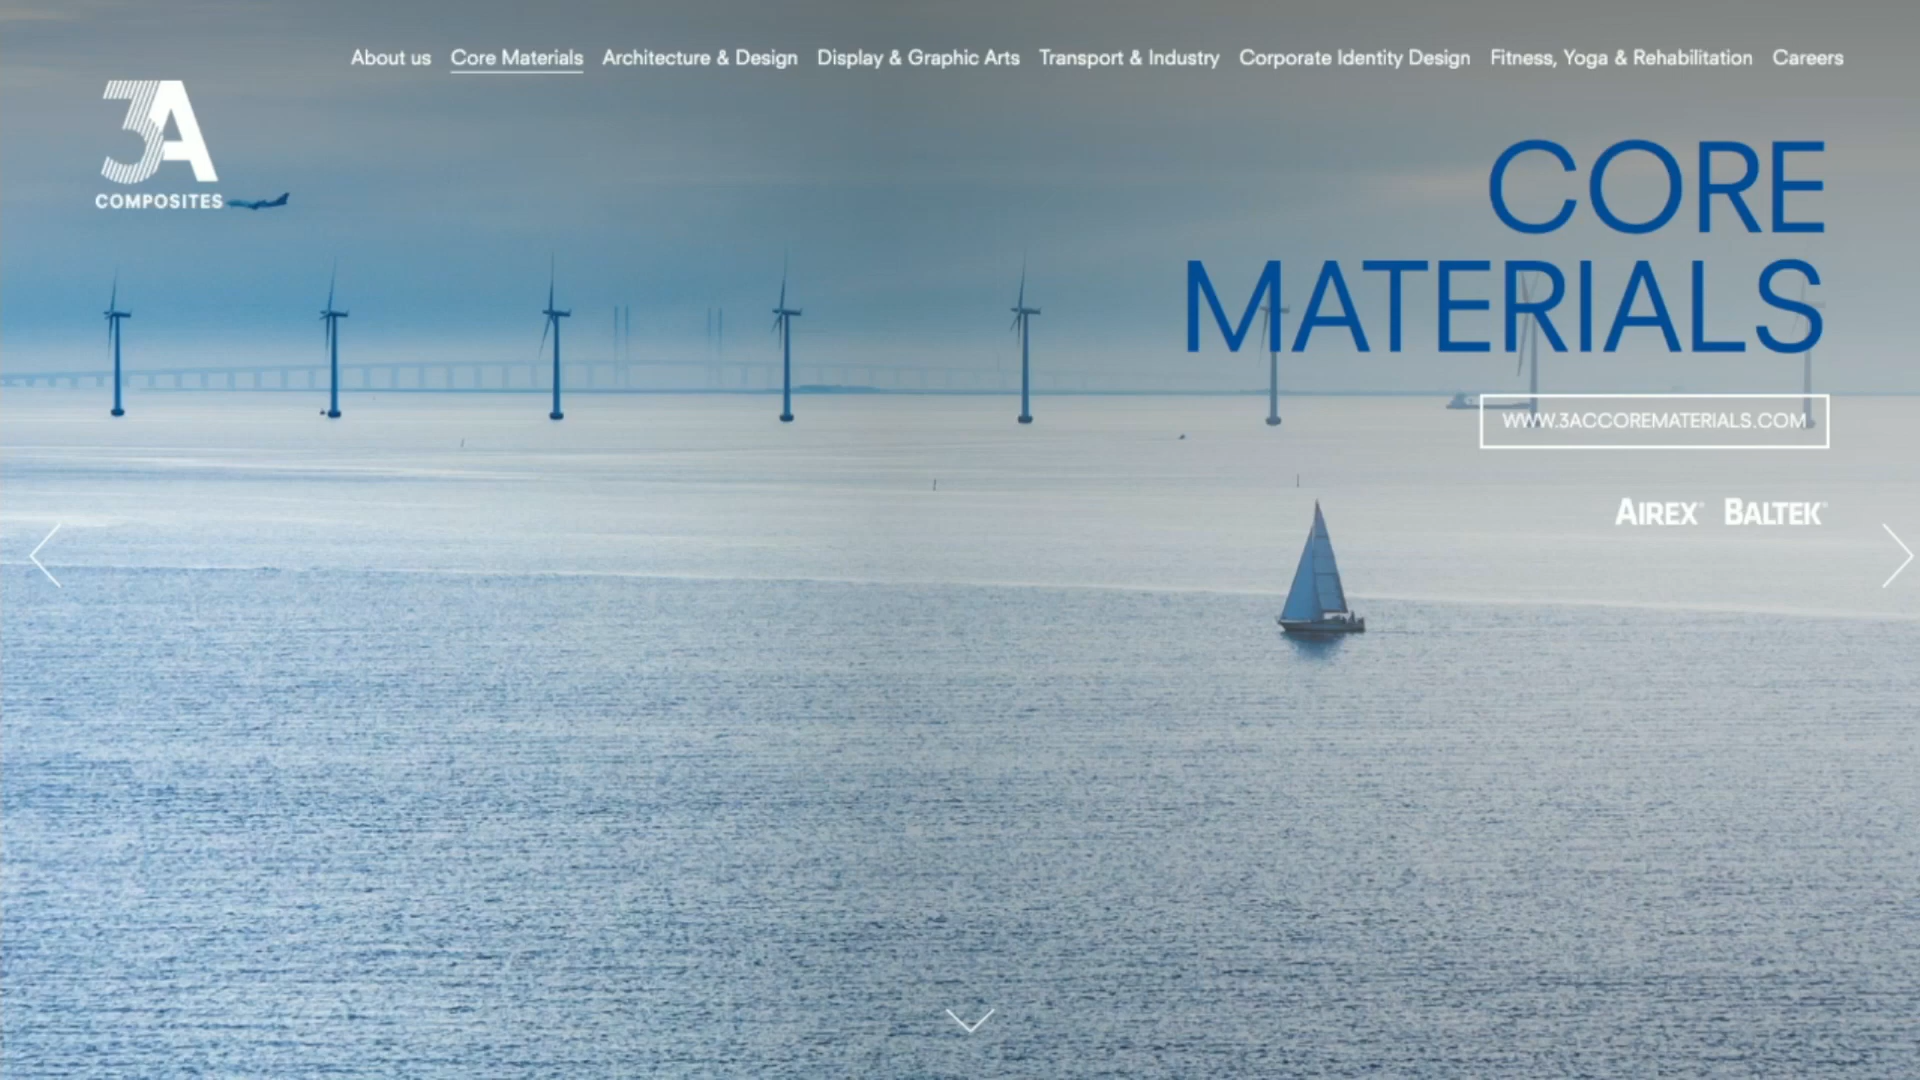 About us Core Materials Architecture & Design Display & Graphic Arts Transport & Industry Corporate Identity Design Fitness, Yoga & Rehabilitation Careers
3A
COMPOSITES
CORE
MATERIALS
WWW.3ACCOREMATERIALS.COM
AIREX® BALTEK®